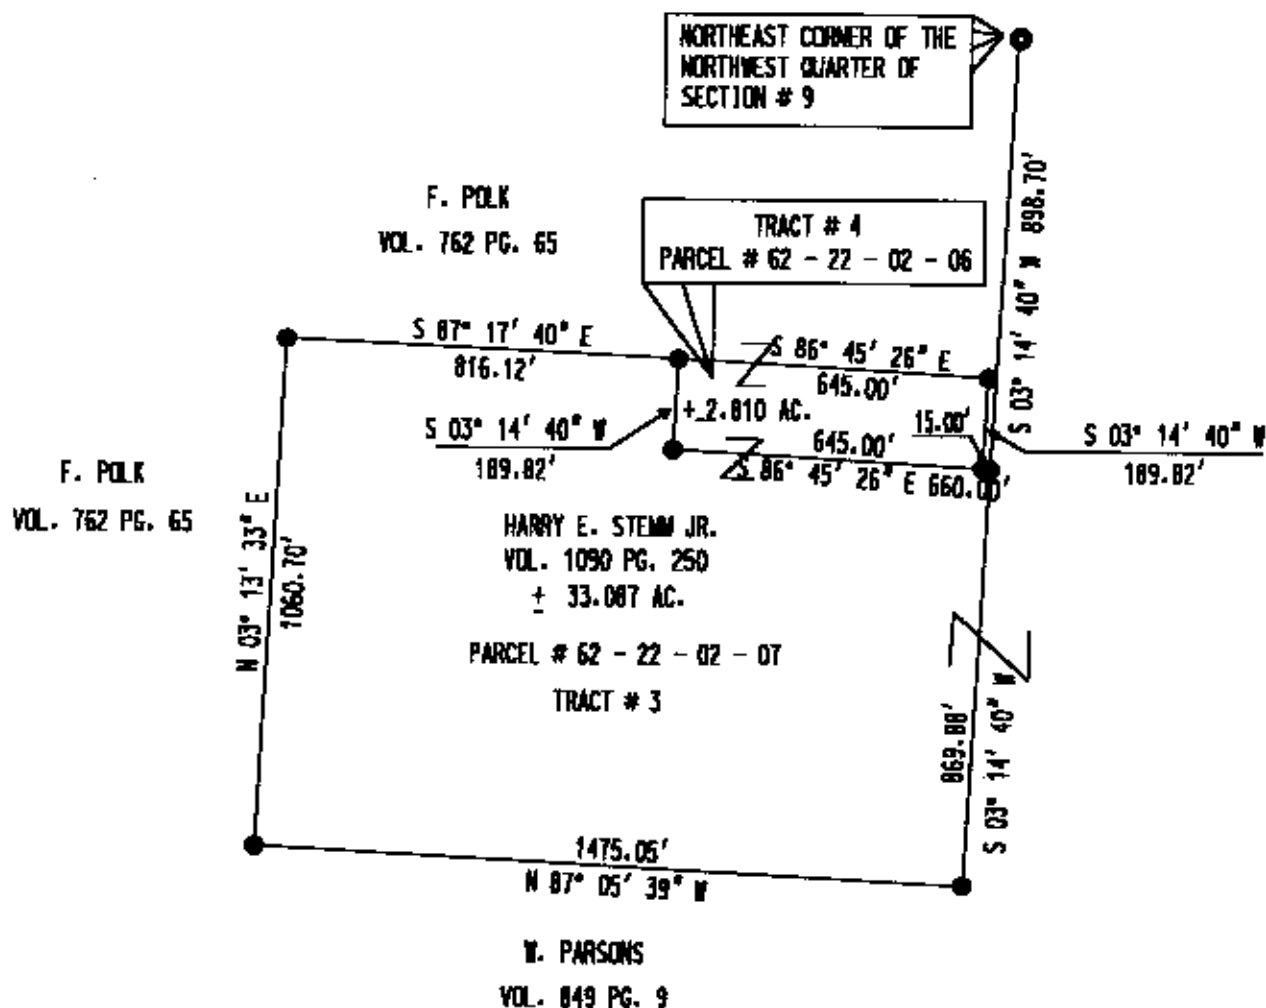 NORTHEAST CORNER OF THE
NORTHWEST QUARTER OF
SECTION # 9
S 03° 14' 40" W 898.70'
F. POLK
VOL. 762 PG. 65
TRACT # 4
PARCEL # 62 - 22 - 02 - 06
S 87° 17' 40" E
816.12'
S 86° 45' 26" E
645.00'
± 2.810 AC.
15.00'
S 03° 14' 40" W
189.82'
645.00'
S 86° 45' 26" E 660.00'
S 03° 14' 40" W
189.82'
F. POLK
VOL. 762 PG. 65
N 03° 13' 33" E
1060.70'
HARRY E. STEMM JR.
VOL. 1090 PG. 250
± 33.087 AC.
PARCEL # 62 - 22 - 02 - 07
TRACT # 3
869.88'
S 03° 14' 40" W
1475.05'
N 87° 05' 39" W
W. PARSONS
VOL. 849 PG. 9